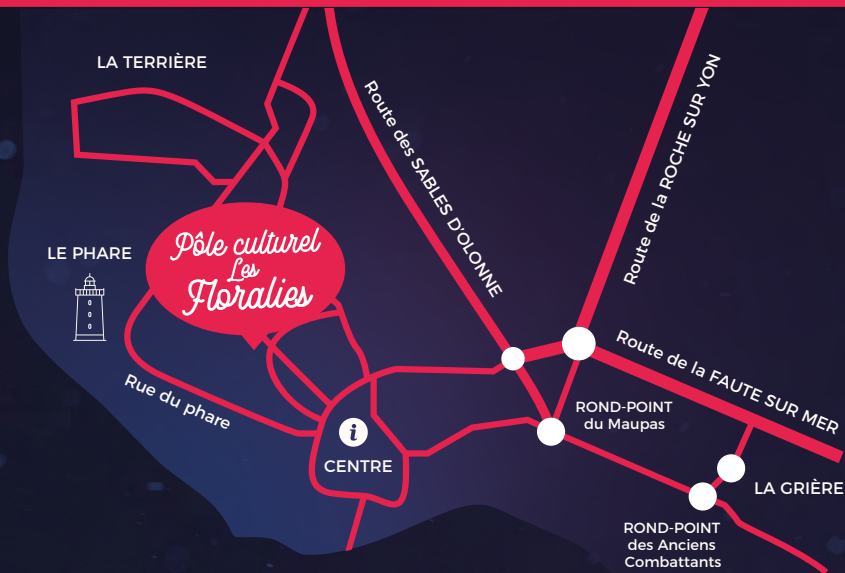 LA TERRIÈRE
Route des SABLES D'OLONNE
Route de la ROCHE SUR YON
LE PHARE
Pôle culturel
Les
Floralies
Rue du phare
Route de la FAUTE SUR MER
ROND-POINT
du Maupas
i
CENTRE
LA GRIÈRE
ROND-POINT
des Anciens
Combattants